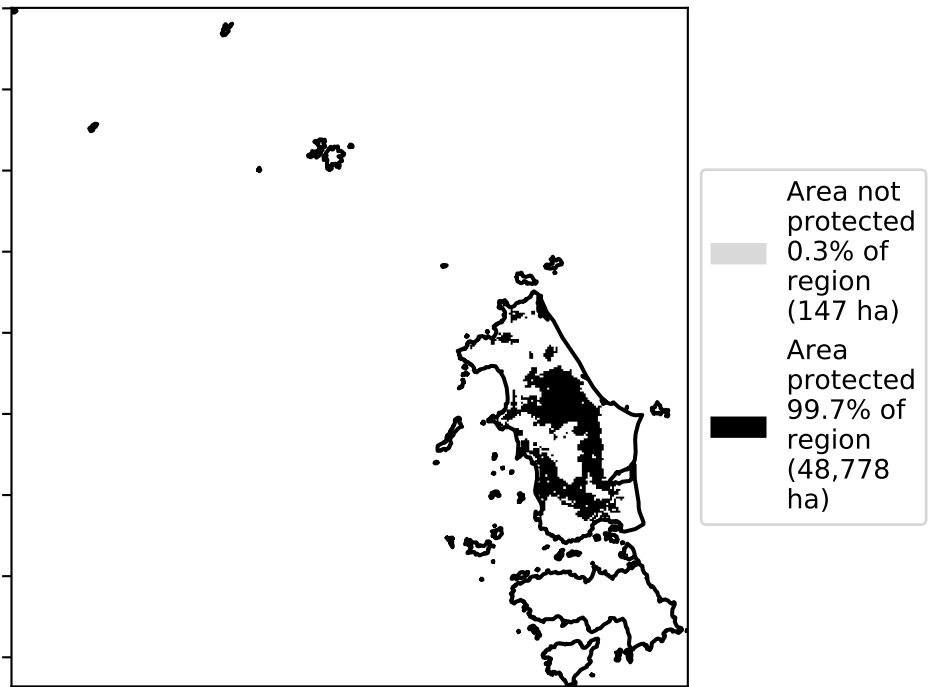 Area not
protected
0.3% of
region
(147 ha)
Area
protected
99.7% of
region
(48,778
ha)